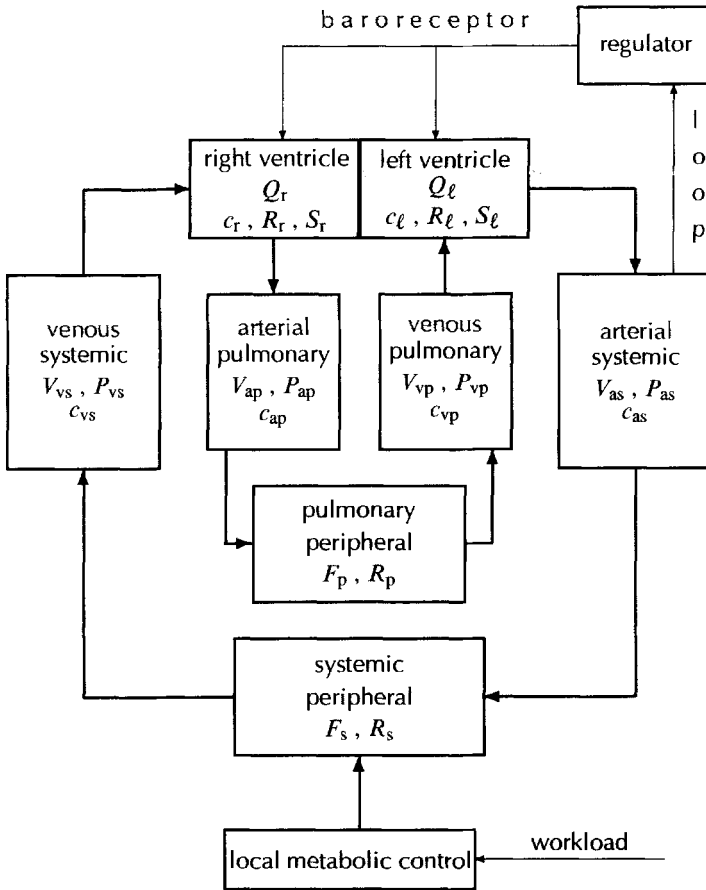 baroreceptor
regulator
loop
right ventricle
Q_r
c_r , R_r , S_r
left ventricle
Q_ℓ
c_ℓ , R_ℓ , S_ℓ
venous
systemic
V_vs , P_vs
c_vs
arterial
pulmonary
V_ap , P_ap
c_ap
venous
pulmonary
V_vp , P_vp
c_vp
arterial
systemic
V_as , P_as
c_as
pulmonary
peripheral
F_p , R_p
systemic
peripheral
F_s , R_s
workload
local metabolic control